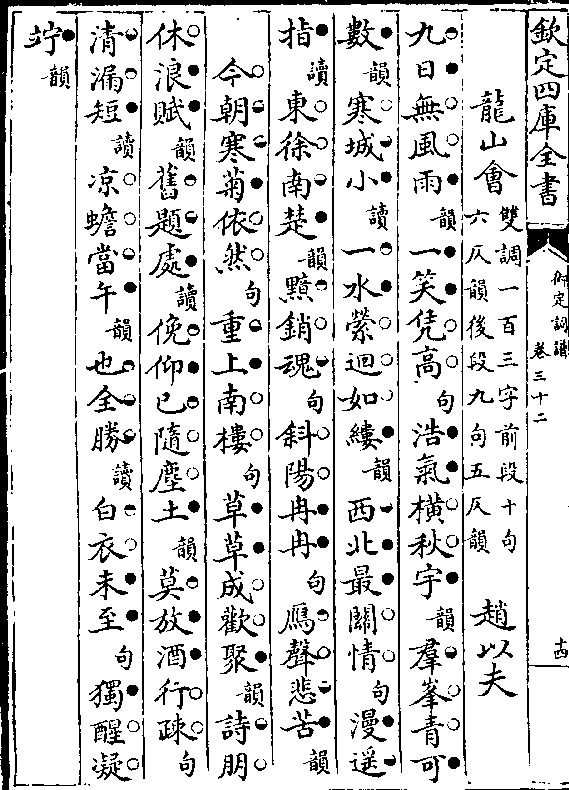 欽定四庫全書
御定詞譜
卷三十二
十四
龍山會
雙調一百三字前段十句
六仄韻後段九句五仄韻
趙以夫
九日無風雨韻一笑凭高句浩氣橫秋宇韻羣峯青可
數韻寒城小讀一水縈迴如縷韻西北最關情句漫遥
指讀東徐南楚韻黯銷魂句斜陽冉冉句鴈聲悲苦韻
今朝寒菊依然句重上南樓句草草成歡聚韻詩朋
休浪賦韻舊題處讀俛仰已隨塵土韻莫放酒行疎句
清漏短讀凉蟾當午韻也全勝讀白衣未至句獨醒凝
竚韻